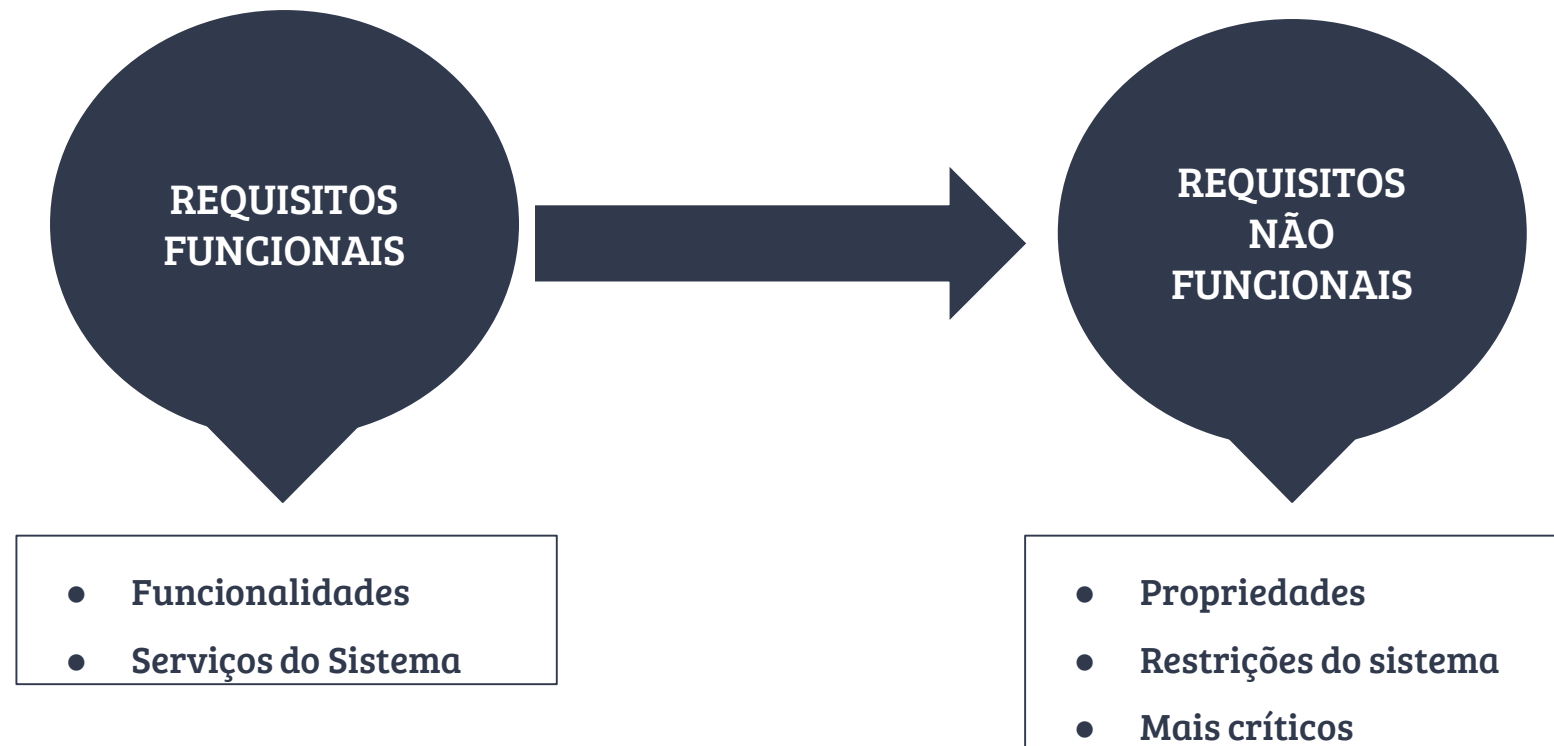 REQUISITOS
FUNCIONAIS
REQUISITOS
NÃO
FUNCIONAIS
● Funcionalidades
● Serviços do Sistema
● Propriedades
● Restrições do sistema
● Mais críticos